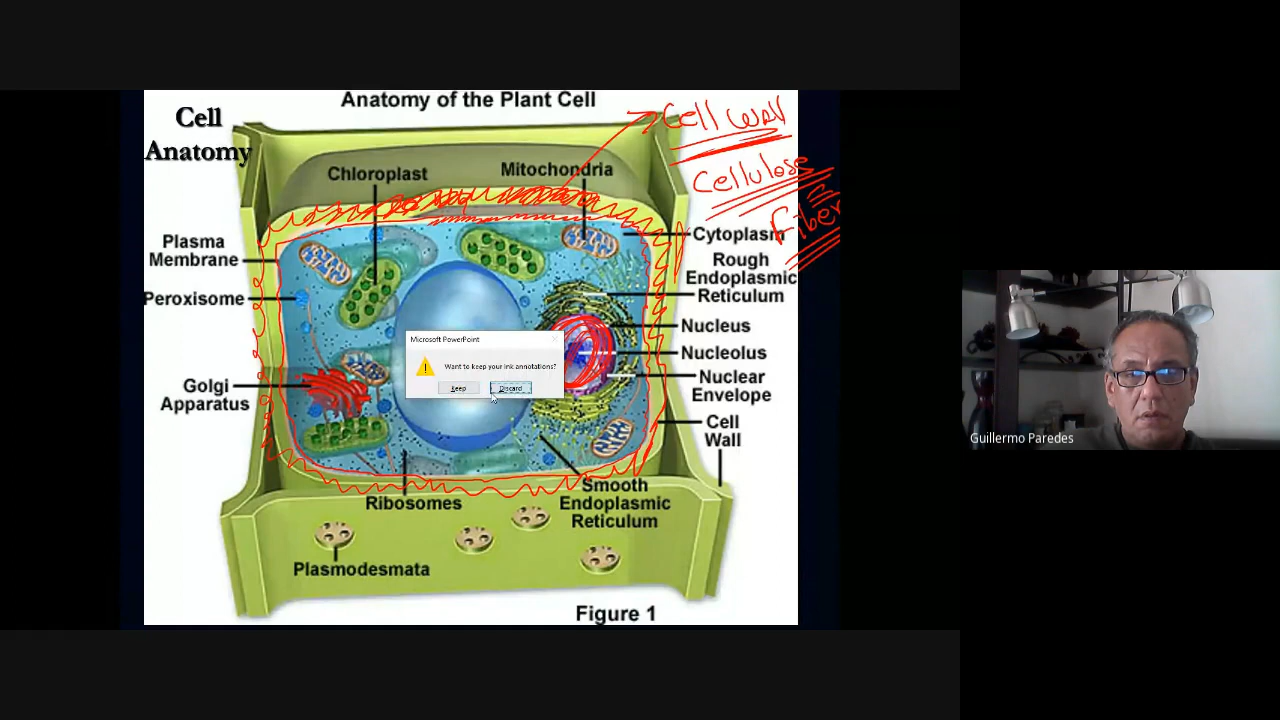 Anatomy of the Plant Cell
Cell
Anatomy
Cell wall
Cellulose
Fiber
Chloroplast
Mitochondria
Plasma
Membrane
Cytoplasm
Rough
Endoplasmic
Reticulum
Peroxisome
Nucleus
Nucleolus
Nuclear
Envelope
Golgi
Apparatus
Cell
Wall
Microsoft PowerPoint
Want to keep your ink annotations?
Keep
Discard
Ribosomes
Smooth
Endoplasmic
Reticulum
Plasmodesmata
Figure 1
Guillermo Paredes